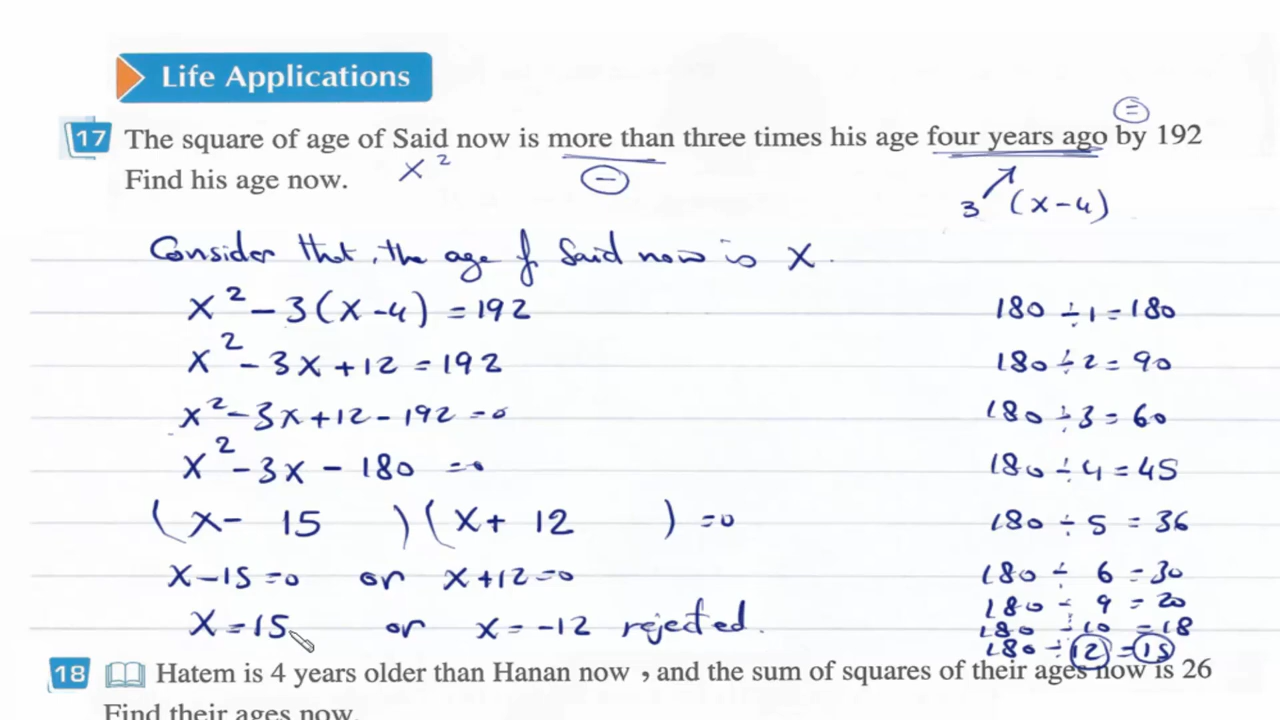 Life Applications
17 The square of age of Said now is more than three times his age four years ago by 192
=
Find his age now. x² − 3 (x-4)
Consider that, the age of Said now is X.
x² - 3(x-4) = 192
180 ÷ 1 = 180
x² - 3x + 12 = 192
180 ÷ 2 = 90
x² - 3x + 12 - 192 = 0
180 ÷ 3 = 60
x² - 3x - 180 = 0
180 ÷ 4 = 45
(x - 15 )(x + 12 ) = 0
180 ÷ 5 = 36
x - 15 = 0 or x + 12 = 0
180 ÷ 6 = 30
180 ÷ 9 = 20
x = 15 or x = -12 rejected.
180 ÷ 10 = 18
180 ÷ 12 = 15
18 Hatem is 4 years older than Hanan now , and the sum of squares of their ages now is 26
Find their ages now.